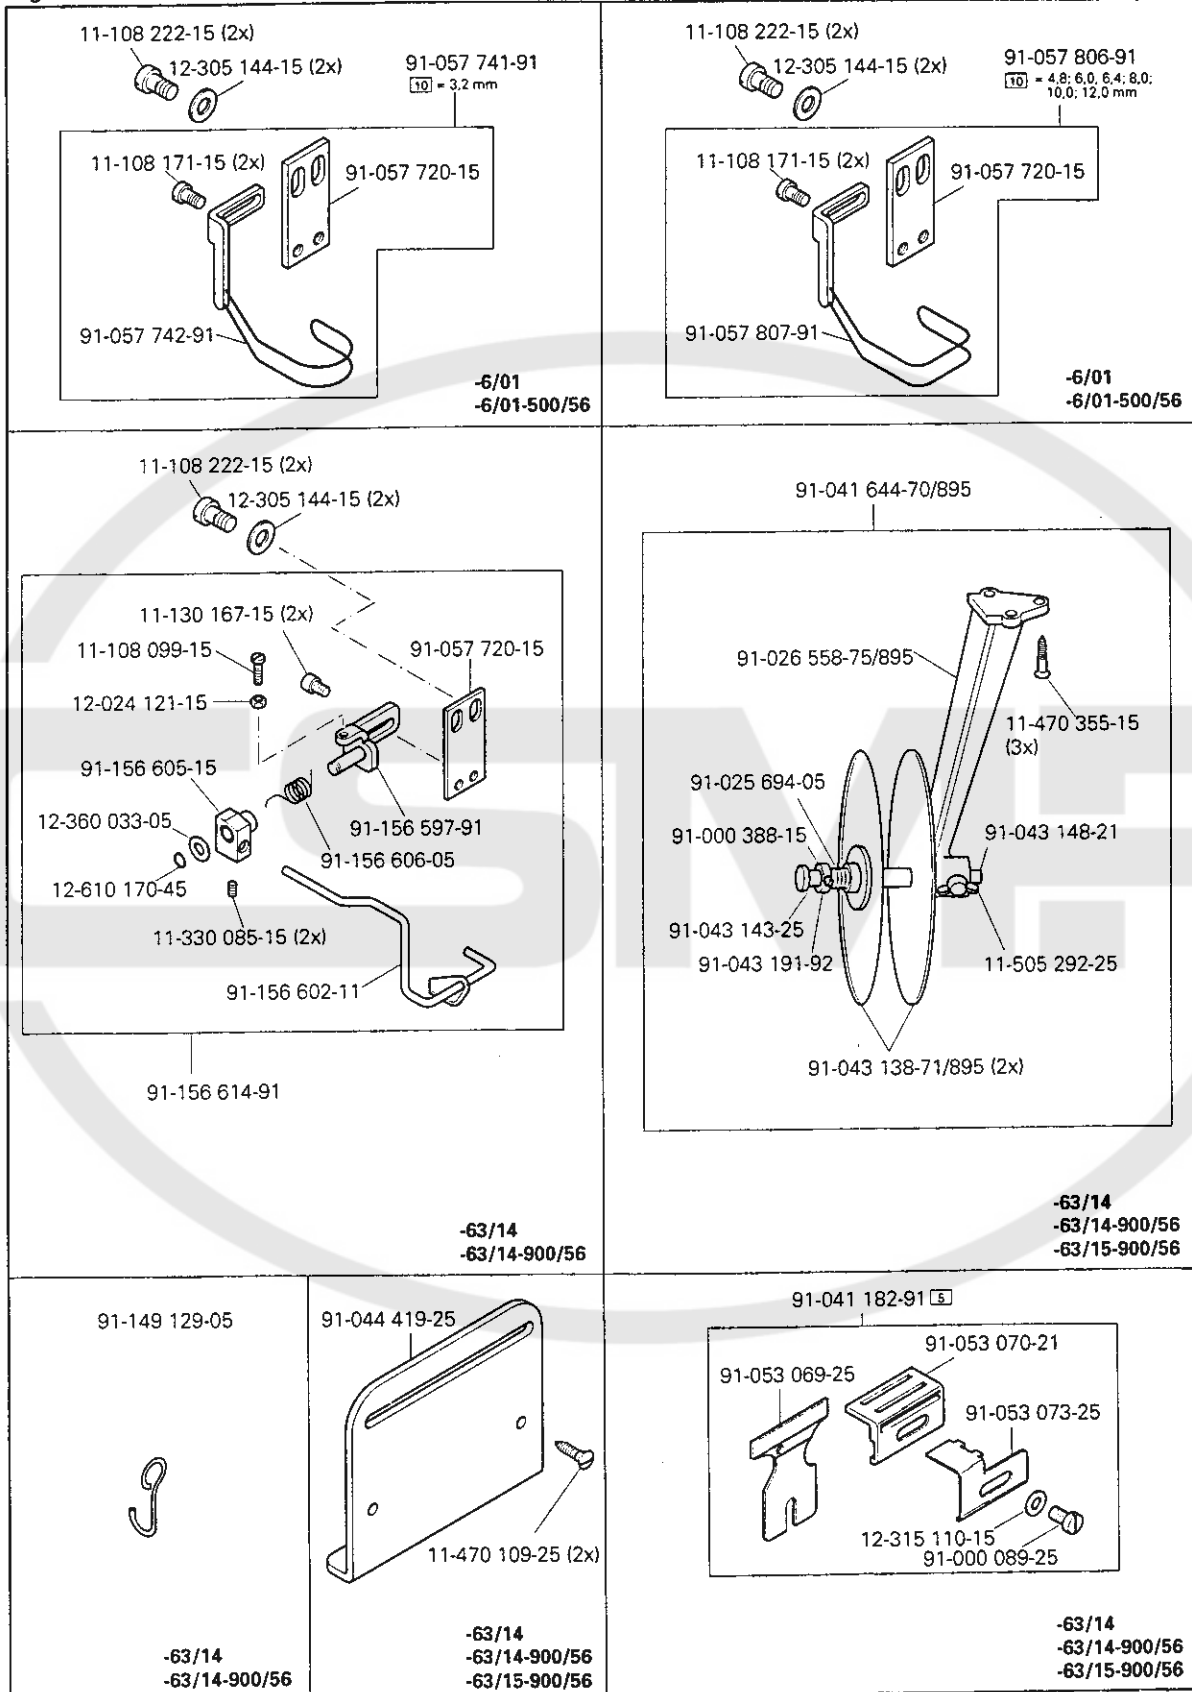 11-108 222-15 (2x)
12-305 144-15 (2x)
91-057 741-91
10 = 3,2 mm
11-108 171-15 (2x)
91-057 720-15
91-057 742-91
-6/01
-6/01-500/56
11-108 222-15 (2x)
12-305 144-15 (2x)
91-057 806-91
10 = 4,8; 6,0, 6,4; 8,0;
10,0; 12,0 mm
11-108 171-15 (2x)
91-057 720-15
91-057 807-91
-6/01
-6/01-500/56
11-108 222-15 (2x)
12-305 144-15 (2x)
11-130 167-15 (2x)
11-108 099-15
91-057 720-15
12-024 121-15
91-156 605-15
12-360 033-05
91-156 597-91
91-156 606-05
12-610 170-45
11-330 085-15 (2x)
91-156 602-11
91-156 614-91
-63/14
-63/14-900/56
91-041 644-70/895
91-026 558-75/895
11-470 355-15
(3x)
91-025 694-05
91-000 388-15
91-043 148-21
91-043 143-25
91-043 191-92
11-505 292-25
91-043 138-71/895 (2x)
-63/14
-63/14-900/56
-63/15-900/56
91-149 129-05
-63/14
-63/14-900/56
91-044 419-25
11-470 109-25 (2x)
-63/14
-63/14-900/56
-63/15-900/56
91-041 182-91 5
91-053 070-21
91-053 069-25
91-053 073-25
12-315 110-15
91-000 089-25
-63/14
-63/14-900/56
-63/15-900/56
SMP